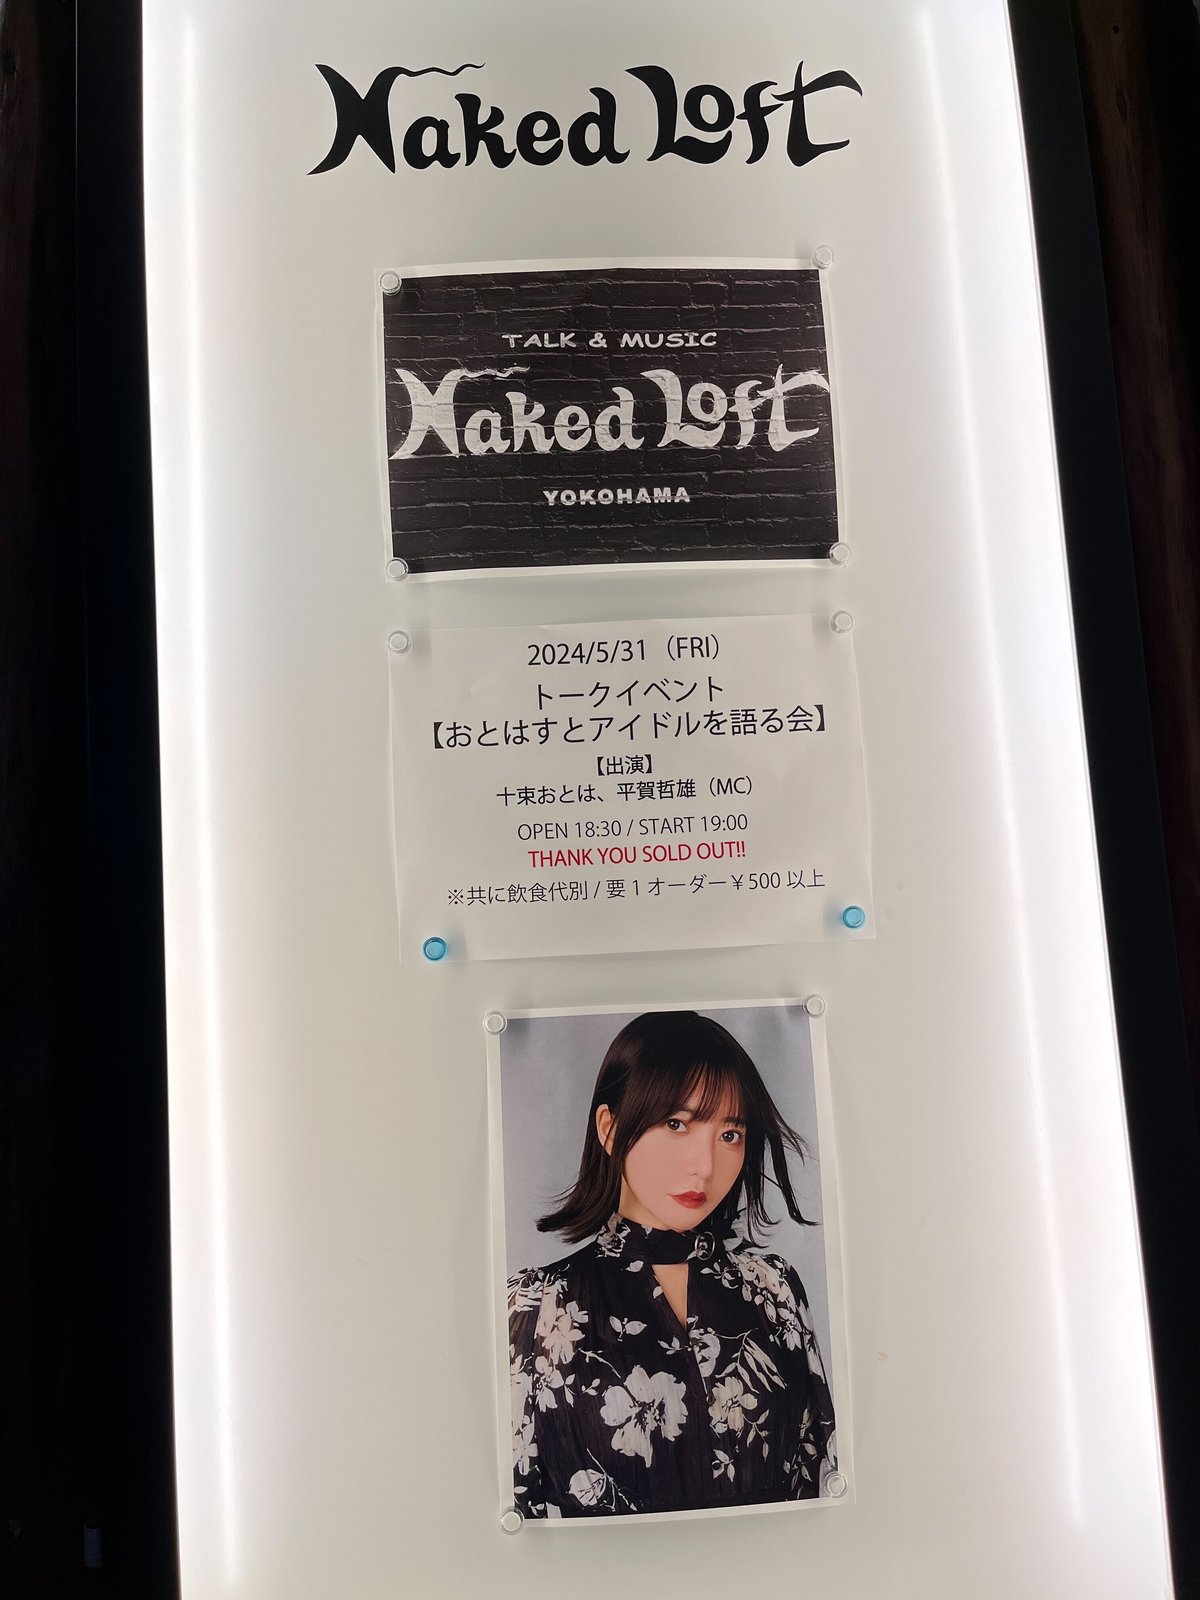 Naked Loft
TALK & MUSIC
Naked Loft
YOKOHAMA
2024/5/31（FRI）
トークイベント
【おとはすとアイドルを語る会】
【出演】
十束おとは、平賀哲雄（MC）
OPEN 18:30 / START 19:00
THANK YOU SOLD OUT!!
※共に飲食代別 / 要 1 オーダー￥500 以上